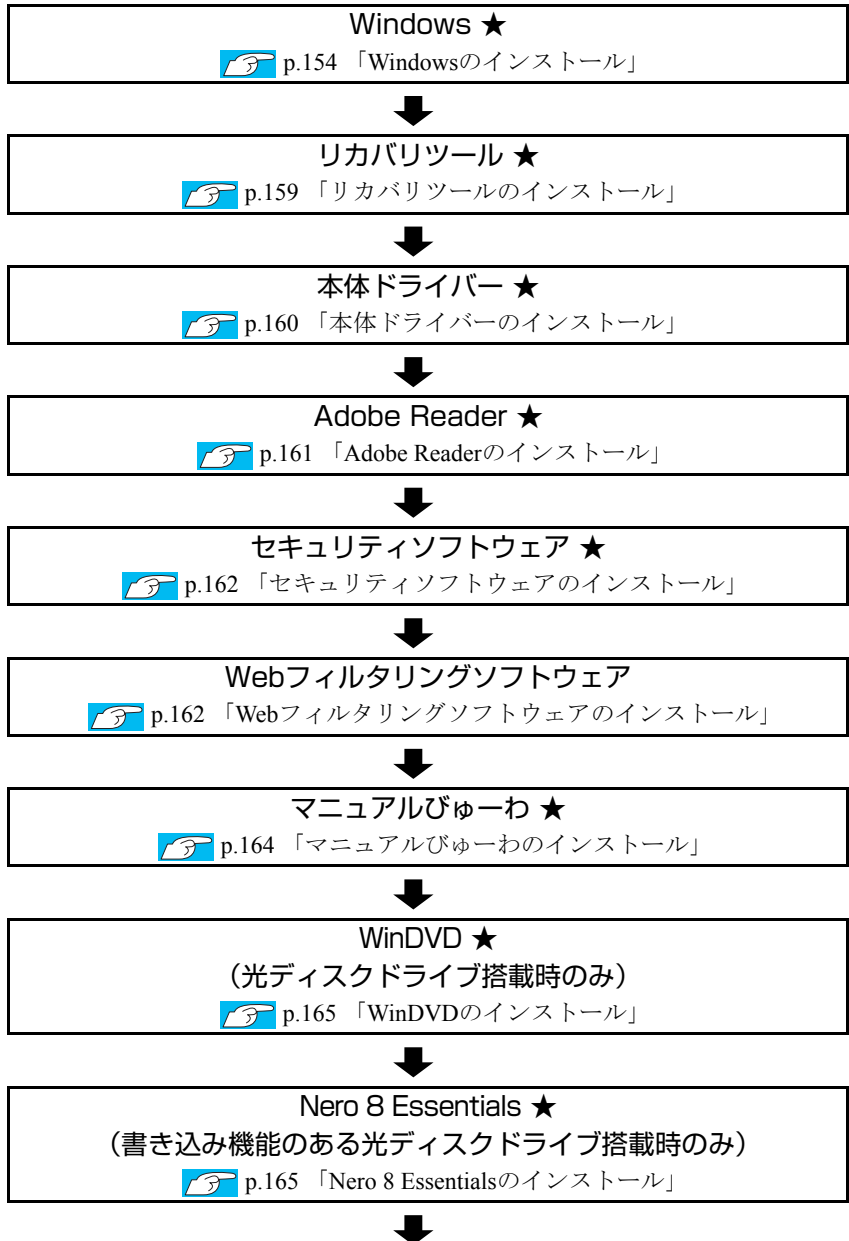 Windows ★
p.154 「Windowsのインストール」
リカバリツール ★
p.159 「リカバリツールのインストール」
本体ドライバー ★
p.160 「本体ドライバーのインストール」
Adobe Reader ★
p.161 「Adobe Readerのインストール」
セキュリティソフトウェア ★
p.162 「セキュリティソフトウェアのインストール」
Webフィルタリングソフトウェア
p.162 「Webフィルタリングソフトウェアのインストール」
マニュアルびゅーわ ★
p.164 「マニュアルびゅーわのインストール」
WinDVD ★
（光ディスクドライブ搭載時のみ）
p.165 「WinDVDのインストール」
Nero 8 Essentials ★
（書き込み機能のある光ディスクドライブ搭載時のみ）
p.165 「Nero 8 Essentialsのインストール」